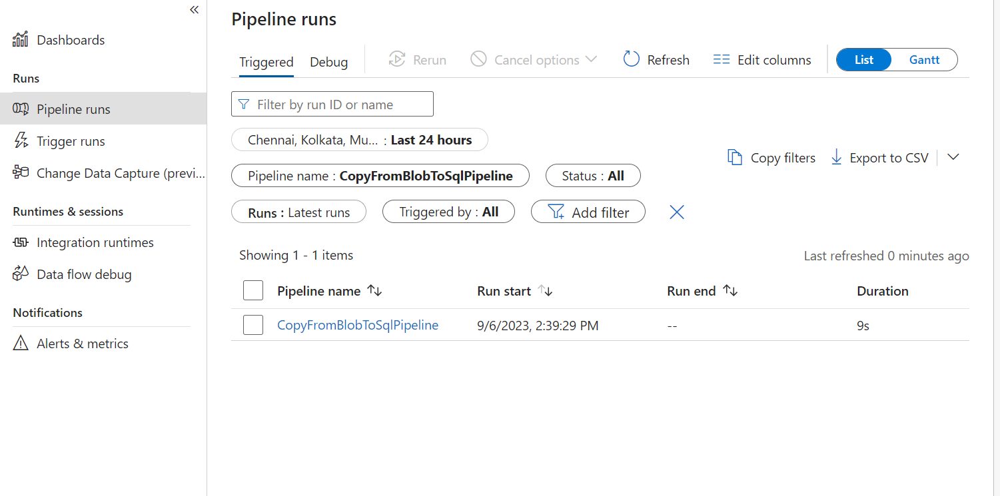 Dashboards
Runs
Pipeline runs
Trigger runs
Change Data Capture (previ...
Runtimes & sessions
Integration runtimes
Data flow debug
Notifications
Alerts & metrics
Pipeline runs
Triggered Debug Rerun Cancel options Refresh Edit columns List Gantt
Filter by run ID or name
Chennai, Kolkata, Mu... : Last 24 hours
Copy filters Export to CSV
Pipeline name : CopyFromBlobToSqlPipeline Status : All
Runs : Latest runs Triggered by : All Add filter
Showing 1 - 1 items Last refreshed 0 minutes ago
Pipeline name Run start Run end Duration
CopyFromBlobToSqlPipeline 9/6/2023, 2:39:29 PM -- 9s